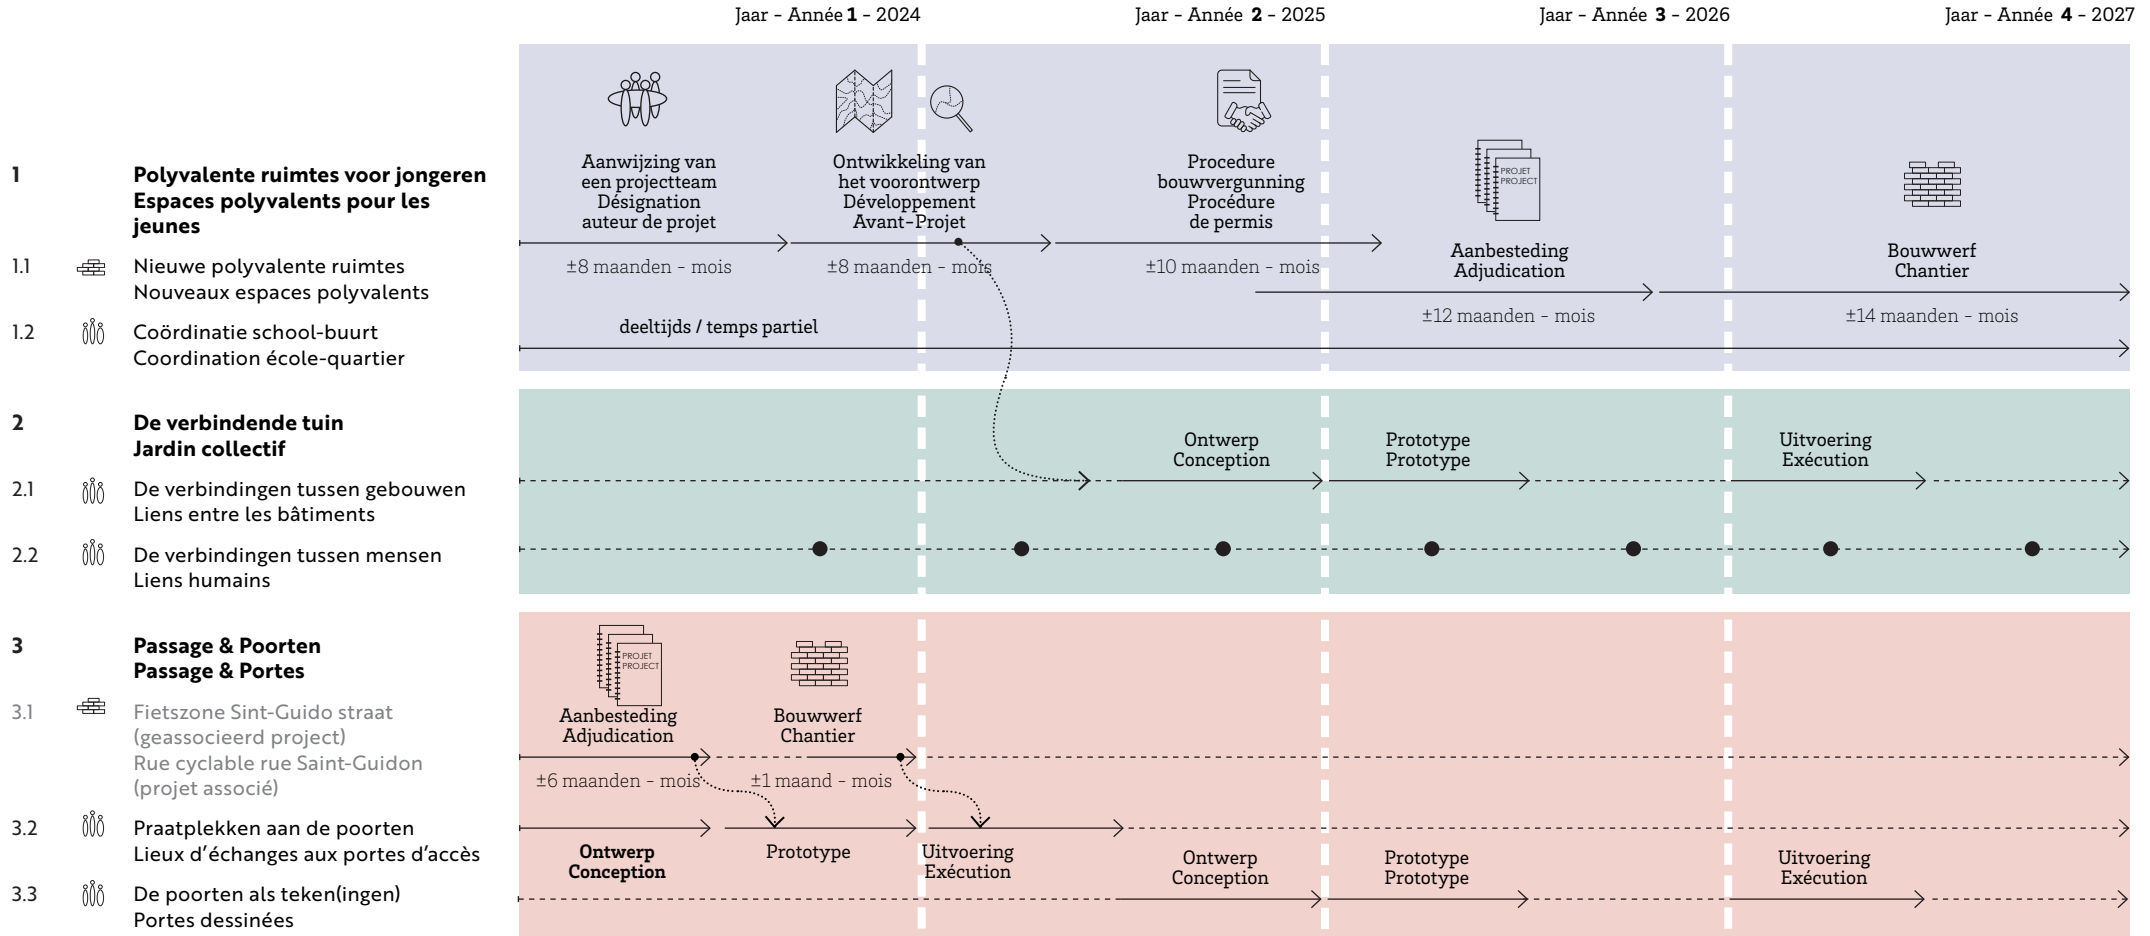 Jaar - Année 1 - 2024
Jaar - Année 2 - 2025
Jaar - Année 3 - 2026
Jaar - Année 4 - 2027
1
Polyvalente ruimtes voor jongeren
Espaces polyvalents pour les
jeunes
Aanwijzing van
een projectteam
Désignation
auteur de projet
±8 maanden - mois
Ontwikkeling van
het voorontwerp
Développement
Avant-Projet
±8 maanden - mois
Procedure
bouwvergunning
Procédure
de permis
±10 maanden - mois
PROJET
PROJECT
Aanbesteding
Adjudication
±12 maanden - mois
Bouwwerf
Chantier
±14 maanden - mois
1.1
Nieuwe polyvalente ruimtes
Nouveaux espaces polyvalents
1.2
Coördinatie school-buurt
Coordination école-quartier
deeltijds / temps partiel
2
De verbindende tuin
Jardin collectif
2.1
De verbindingen tussen gebouwen
Liens entre les bâtiments
Ontwerp
Conception
Prototype
Prototype
Uitvoering
Exécution
2.2
De verbindingen tussen mensen
Liens humains
3
Passage & Poorten
Passage & Portes
3.1
Fietszone Sint-Guido straat
(geassocieerd project)
Rue cyclable rue Saint-Guidon
(projet associé)
PROJET
PROJECT
Aanbesteding
Adjudication
±6 maanden - mois
Bouwwerf
Chantier
±1 maand - mois
3.2
Praatplekken aan de poorten
Lieux d'échanges aux portes d'accès
Ontwerp
Conception
Prototype
Uitvoering
Exécution
3.3
De poorten als teken(ingen)
Portes dessinées
Ontwerp
Conception
Prototype
Prototype
Uitvoering
Exécution